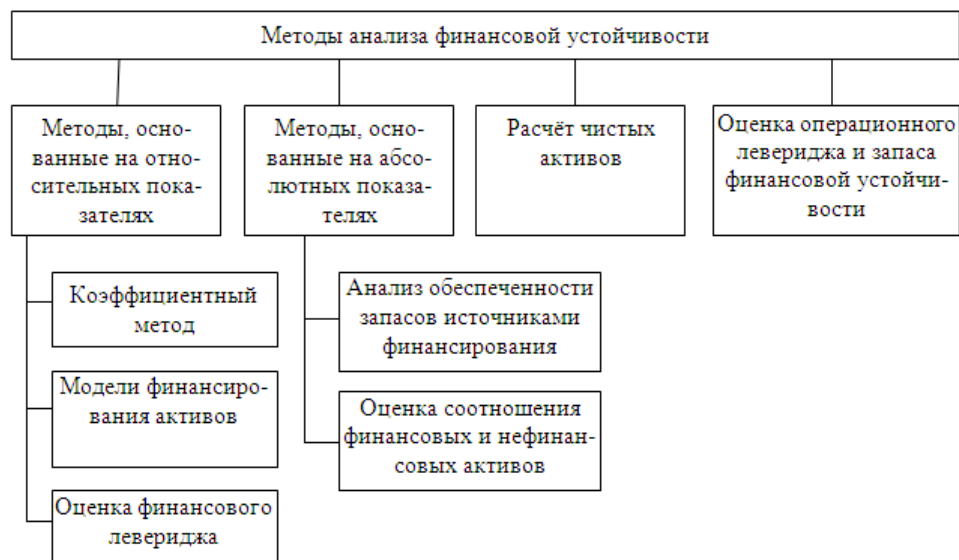 Методы анализа финансовой устойчивости
Методы, осно-
ванные на отно-
сительных пока-
зателях
Методы, осно-
ванные на абсо-
лютных показа-
телях
Расчёт чистых
активов
Оценка операционного
левериджа и запаса
финансовой устойчи-
вости
Коэффициентный
метод
Модели финансиро-
вания активов
Оценка финансового
левериджа
Анализ обеспеченности
запасов источниками
финансирования
Оценка соотношения
финансовых и нефинан-
совых активов